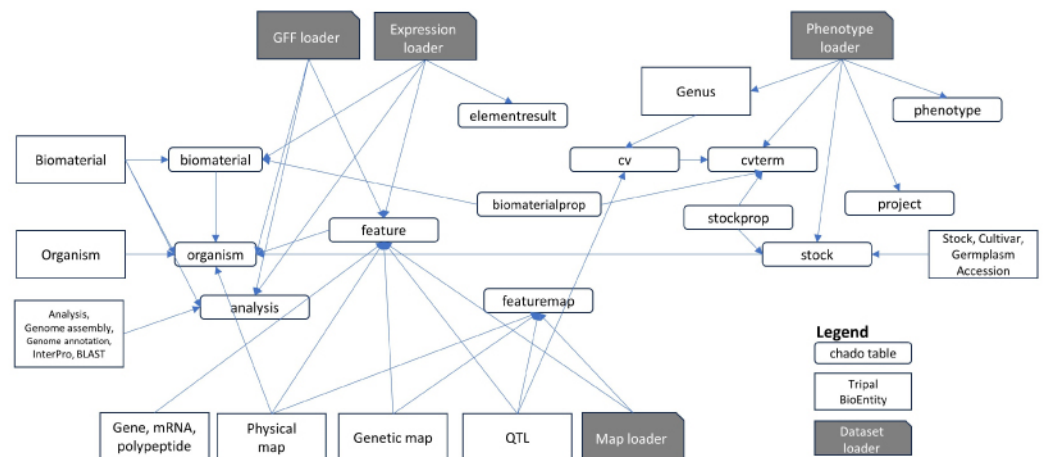 GFF loader
Expression
loader
Phenotype
loader
Genus
phenotype
elementresult
Biomaterial
biomaterial
cv
cvterm
biomaterialprop
stockprop
project
feature
Organism
organism
stock
Stock, Cultivar,
Germplasm
Accession
analysis
featuremap
Analysis,
Genome assembly,
Genome annotation,
InterPro, BLAST
Legend
chado table
Tripal
BioEntity
Dataset
loader
Gene, mRNA,
polypeptide
Physical
map
Genetic map
QTL
Map loader